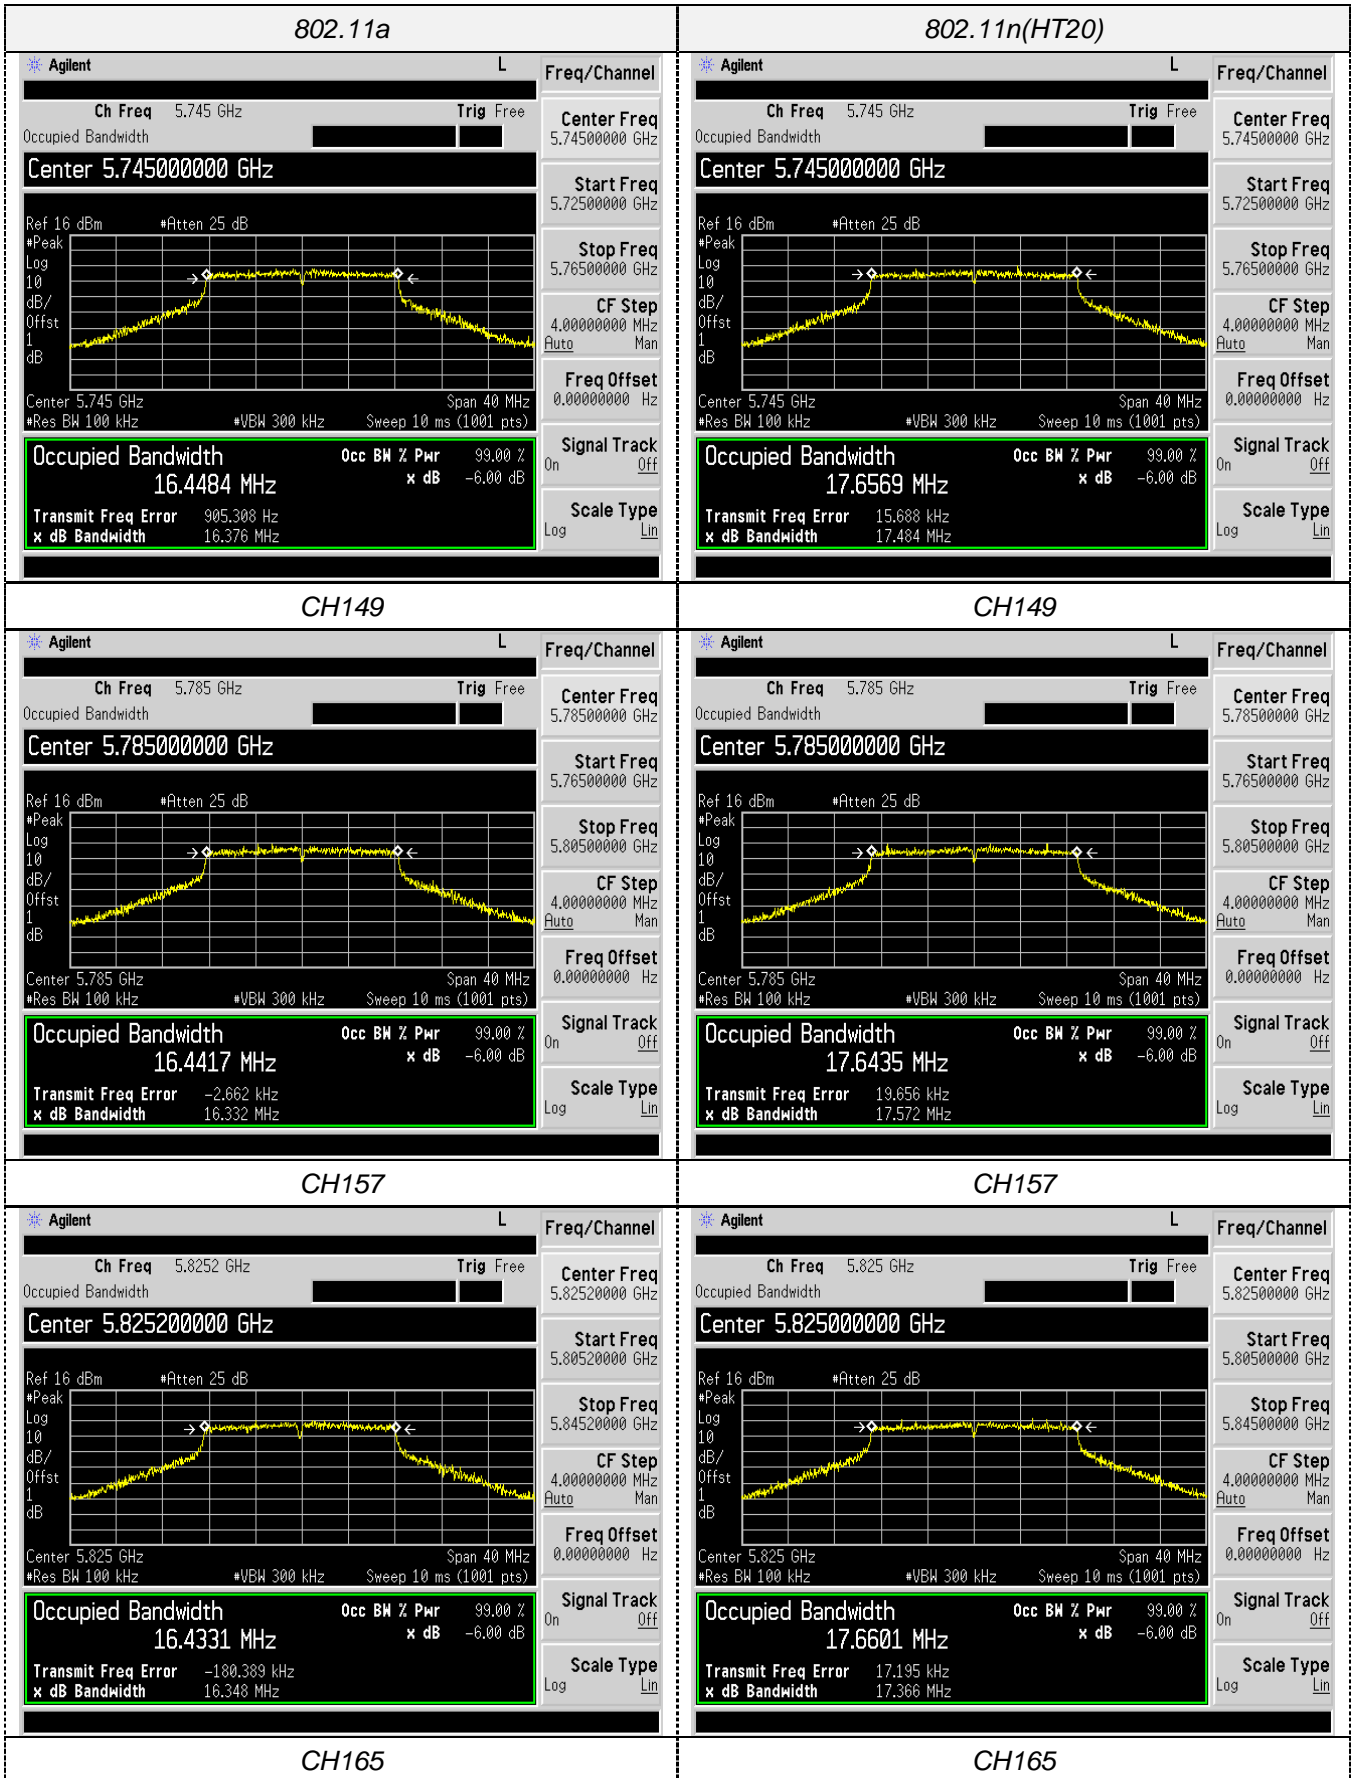 802.11a
802.11n(HT20)
Agilent L Freq/Channel
Ch Freq 5.745 GHz Trig Free
Occupied Bandwidth
Center 5.745000000 GHz
Ref 16 dBm #Atten 25 dB
#Peak
Log
10
dB/
Offst
1
dB
Center 5.745 GHz Span 40 MHz
#Res BW 100 kHz #VBW 300 kHz Sweep 10 ms (1001 pts)
Occupied Bandwidth Occ BW % Pwr 99.00 %
16.4484 MHz x dB -6.00 dB
Transmit Freq Error 905.308 Hz
x dB Bandwidth 16.376 MHz
Center Freq
5.74500000 GHz
Start Freq
5.72500000 GHz
Stop Freq
5.76500000 GHz
CF Step
4.00000000 MHz
Auto Man
Freq Offset
0.00000000 Hz
Signal Track
On Off
Scale Type
Log Lin
Agilent L Freq/Channel
Ch Freq 5.745 GHz Trig Free
Occupied Bandwidth
Center 5.745000000 GHz
Ref 16 dBm #Atten 25 dB
#Peak
Log
10
dB/
Offst
1
dB
Center 5.745 GHz Span 40 MHz
#Res BW 100 kHz #VBW 300 kHz Sweep 10 ms (1001 pts)
Occupied Bandwidth Occ BW % Pwr 99.00 %
17.6569 MHz x dB -6.00 dB
Transmit Freq Error 15.688 kHz
x dB Bandwidth 17.484 MHz
Center Freq
5.74500000 GHz
Start Freq
5.72500000 GHz
Stop Freq
5.76500000 GHz
CF Step
4.00000000 MHz
Auto Man
Freq Offset
0.00000000 Hz
Signal Track
On Off
Scale Type
Log Lin
CH149
CH149
Agilent L Freq/Channel
Ch Freq 5.785 GHz Trig Free
Occupied Bandwidth
Center 5.785000000 GHz
Ref 16 dBm #Atten 25 dB
#Peak
Log
10
dB/
Offst
1
dB
Center 5.785 GHz Span 40 MHz
#Res BW 100 kHz #VBW 300 kHz Sweep 10 ms (1001 pts)
Occupied Bandwidth Occ BW % Pwr 99.00 %
16.4417 MHz x dB -6.00 dB
Transmit Freq Error -2.662 kHz
x dB Bandwidth 16.332 MHz
Center Freq
5.78500000 GHz
Start Freq
5.76500000 GHz
Stop Freq
5.80500000 GHz
CF Step
4.00000000 MHz
Auto Man
Freq Offset
0.00000000 Hz
Signal Track
On Off
Scale Type
Log Lin
Agilent L Freq/Channel
Ch Freq 5.785 GHz Trig Free
Occupied Bandwidth
Center 5.785000000 GHz
Ref 16 dBm #Atten 25 dB
#Peak
Log
10
dB/
Offst
1
dB
Center 5.785 GHz Span 40 MHz
#Res BW 100 kHz #VBW 300 kHz Sweep 10 ms (1001 pts)
Occupied Bandwidth Occ BW % Pwr 99.00 %
17.6435 MHz x dB -6.00 dB
Transmit Freq Error 19.656 kHz
x dB Bandwidth 17.572 MHz
Center Freq
5.78500000 GHz
Start Freq
5.76500000 GHz
Stop Freq
5.80500000 GHz
CF Step
4.00000000 MHz
Auto Man
Freq Offset
0.00000000 Hz
Signal Track
On Off
Scale Type
Log Lin
CH157
CH157
Agilent L Freq/Channel
Ch Freq 5.8252 GHz Trig Free
Occupied Bandwidth
Center 5.825200000 GHz
Ref 16 dBm #Atten 25 dB
#Peak
Log
10
dB/
Offst
1
dB
Center 5.825 GHz Span 40 MHz
#Res BW 100 kHz #VBW 300 kHz Sweep 10 ms (1001 pts)
Occupied Bandwidth Occ BW % Pwr 99.00 %
16.4331 MHz x dB -6.00 dB
Transmit Freq Error -180.389 kHz
x dB Bandwidth 16.348 MHz
Center Freq
5.82520000 GHz
Start Freq
5.80520000 GHz
Stop Freq
5.84520000 GHz
CF Step
4.00000000 MHz
Auto Man
Freq Offset
0.00000000 Hz
Signal Track
On Off
Scale Type
Log Lin
Agilent L Freq/Channel
Ch Freq 5.825 GHz Trig Free
Occupied Bandwidth
Center 5.825000000 GHz
Ref 16 dBm #Atten 25 dB
#Peak
Log
10
dB/
Offst
1
dB
Center 5.825 GHz Span 40 MHz
#Res BW 100 kHz #VBW 300 kHz Sweep 10 ms (1001 pts)
Occupied Bandwidth Occ BW % Pwr 99.00 %
17.6601 MHz x dB -6.00 dB
Transmit Freq Error 17.195 kHz
x dB Bandwidth 17.366 MHz
Center Freq
5.82500000 GHz
Start Freq
5.80500000 GHz
Stop Freq
5.84500000 GHz
CF Step
4.00000000 MHz
Auto Man
Freq Offset
0.00000000 Hz
Signal Track
On Off
Scale Type
Log Lin
CH165
CH165